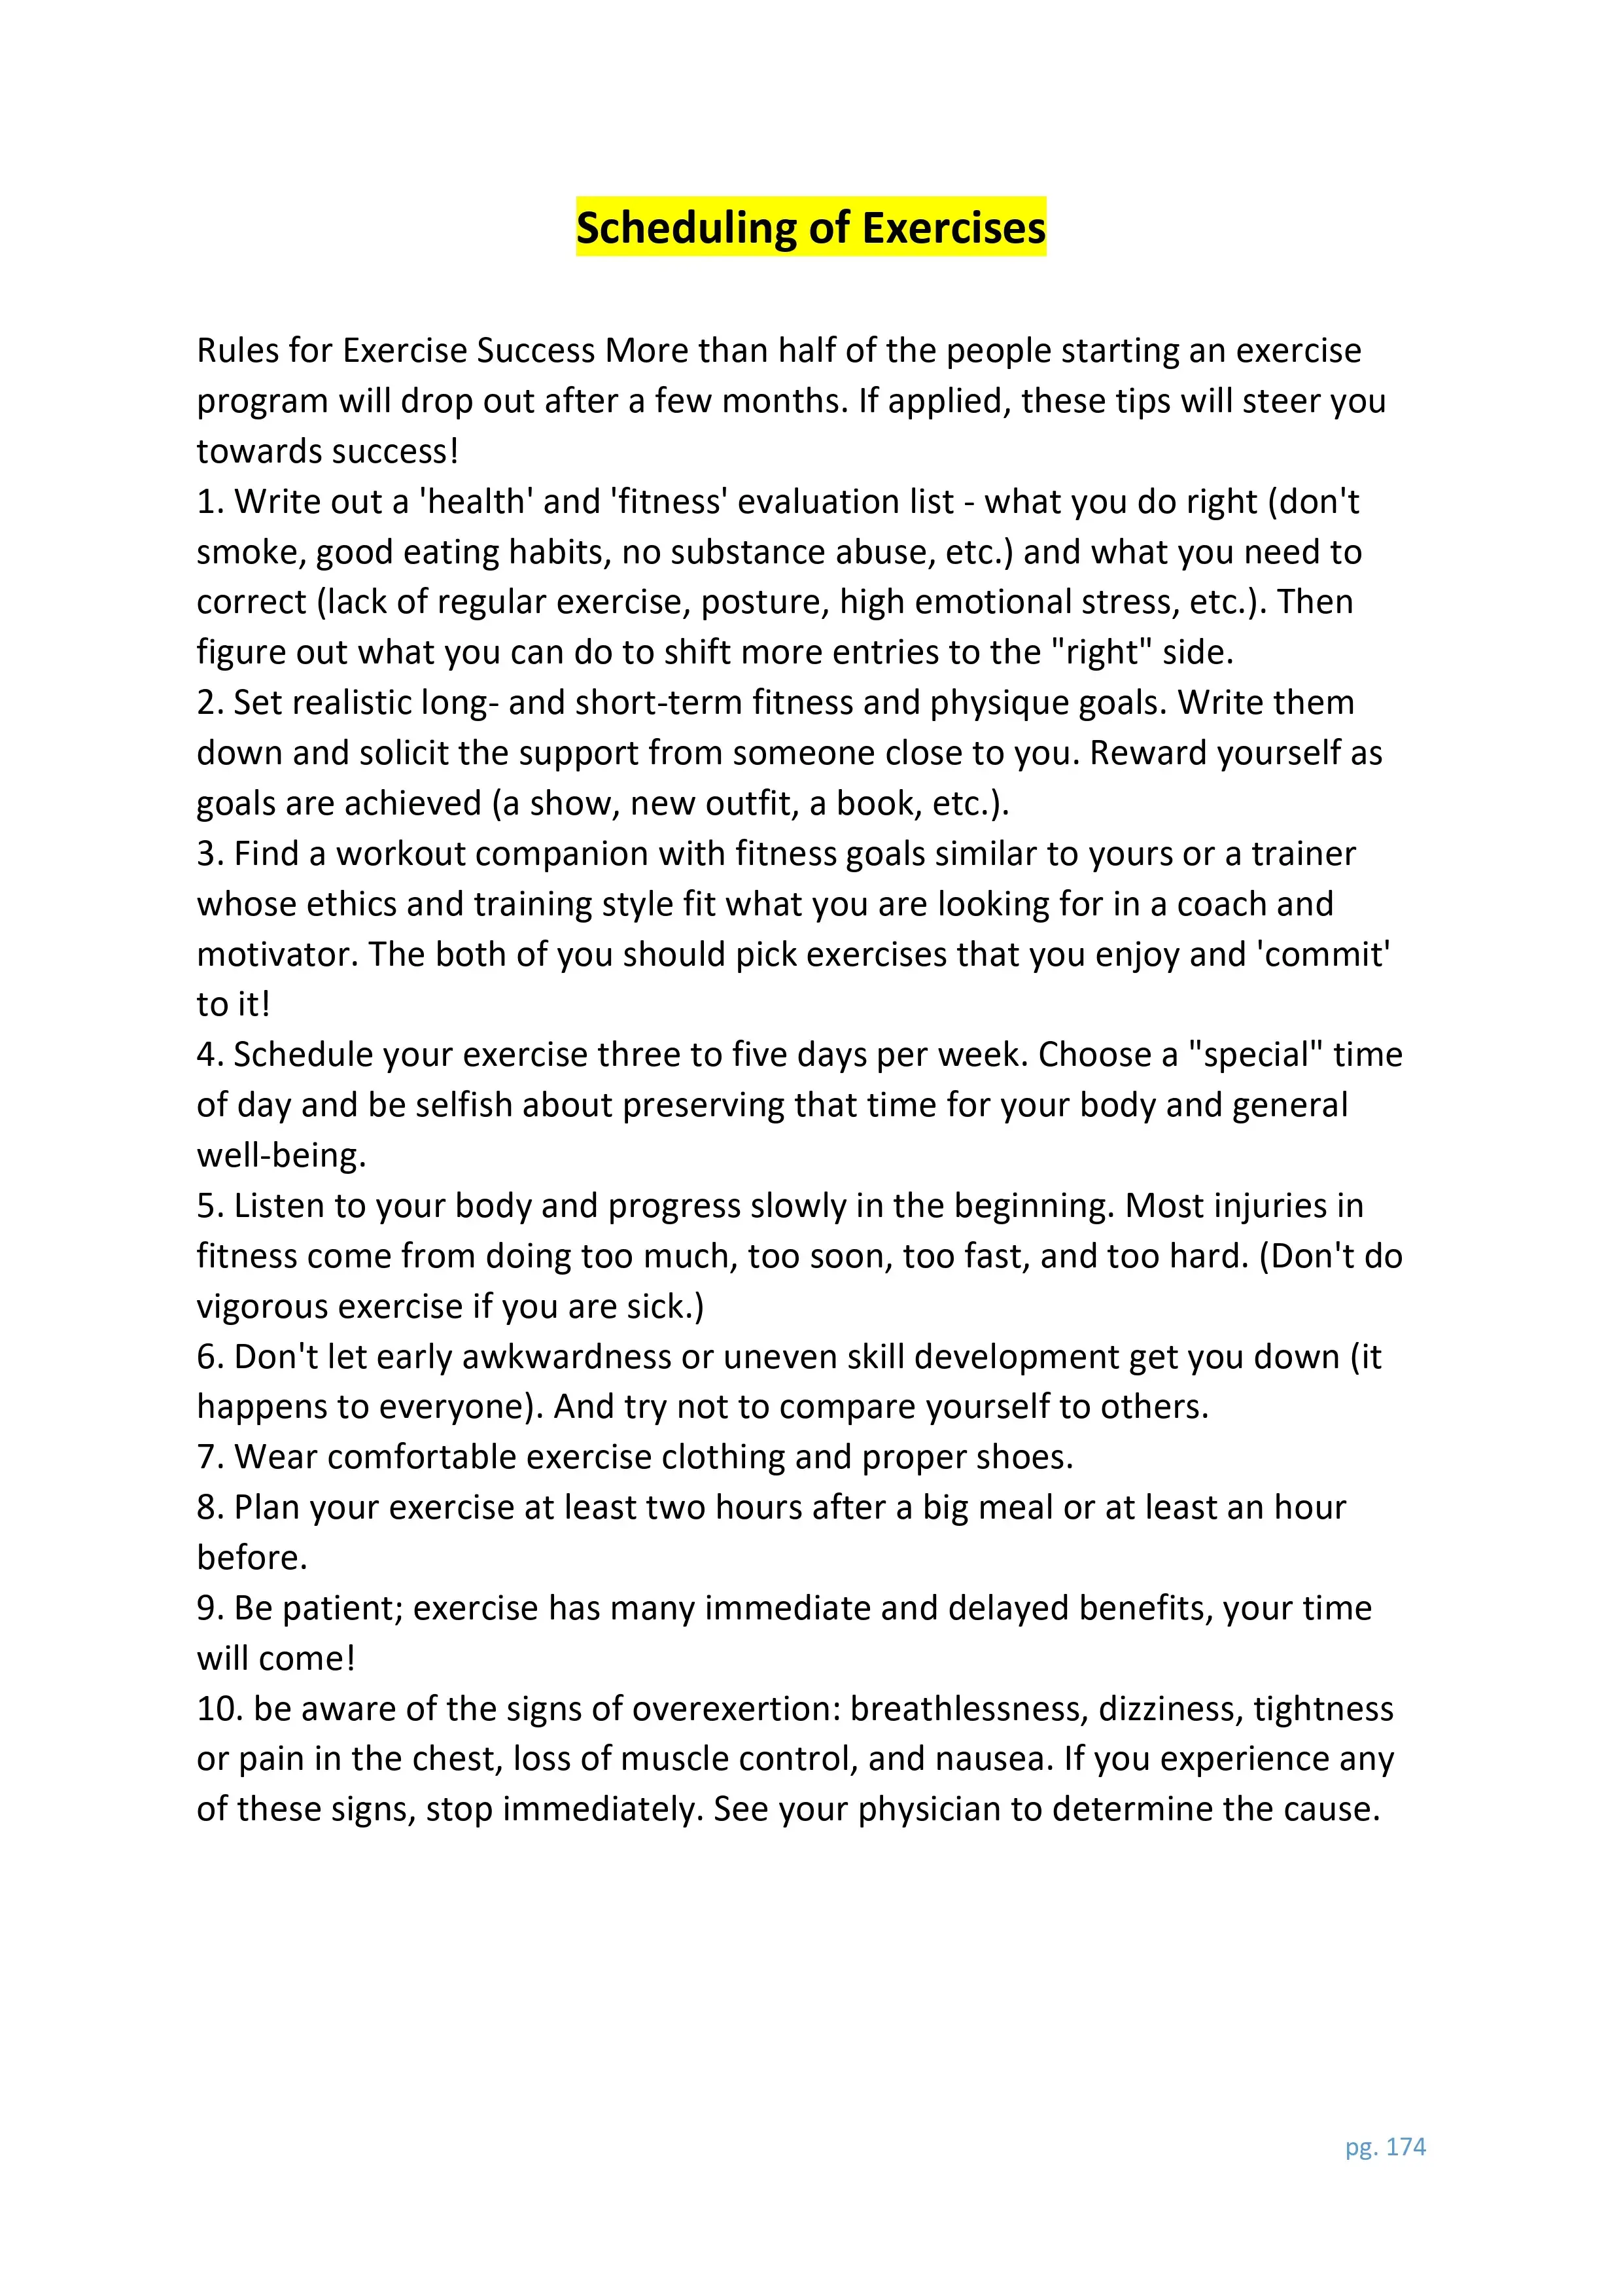 Scheduling of Exercises
Rules for Exercise Success More than half of the people starting an exercise
program will drop out after a few months. If applied, these tips will steer you
towards success!
1. Write out a 'health' and 'fitness' evaluation list - what you do right (don't
smoke, good eating habits, no substance abuse, etc.) and what you need to
correct (lack of regular exercise, posture, high emotional stress, etc.). Then
figure out what you can do to shift more entries to the "right" side.
2. Set realistic long- and short-term fitness and physique goals. Write them
down and solicit the support from someone close to you. Reward yourself as
goals are achieved (a show, new outfit, a book, etc.).
3. Find a workout companion with fitness goals similar to yours or a trainer
whose ethics and training style fit what you are looking for in a coach and
motivator. The both of you should pick exercises that you enjoy and 'commit'
to it!
4. Schedule your exercise three to five days per week. Choose a "special" time
of day and be selfish about preserving that time for your body and general
well-being.
5. Listen to your body and progress slowly in the beginning. Most injuries in
fitness come from doing too much, too soon, too fast, and too hard. (Don't do
vigorous exercise if you are sick.)
6. Don't let early awkwardness or uneven skill development get you down (it
happens to everyone). And try not to compare yourself to others.
7. Wear comfortable exercise clothing and proper shoes.
8. Plan your exercise at least two hours after a big meal or at least an hour
before.
9. Be patient; exercise has many immediate and delayed benefits, your time
will come!
10. be aware of the signs of overexertion: breathlessness, dizziness, tightness
or pain in the chest, loss of muscle control, and nausea. If you experience any
of these signs, stop immediately. See your physician to determine the cause.
pg. 174